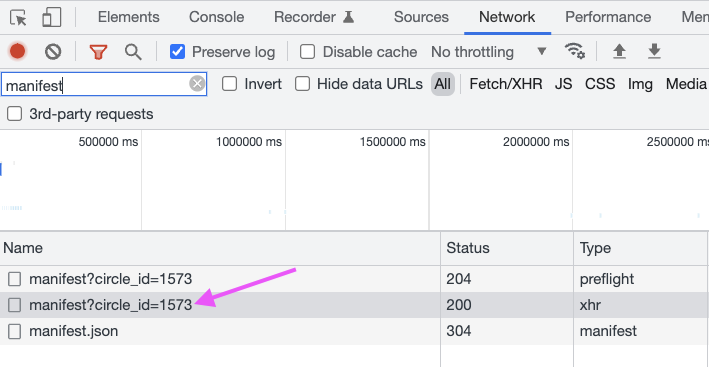 Elements Console Recorder Sources Network Performance Mem
Preserve log Disable cache No throttling
manifest Invert Hide data URLs All Fetch/XHR JS CSS Img Media
3rd-party requests
500000 ms 1000000 ms 1500000 ms 2000000 ms 2500000 ms
Name Status Type
manifest?circle_id=1573 204 preflight
manifest?circle_id=1573 200 xhr
manifest.json 304 manifest